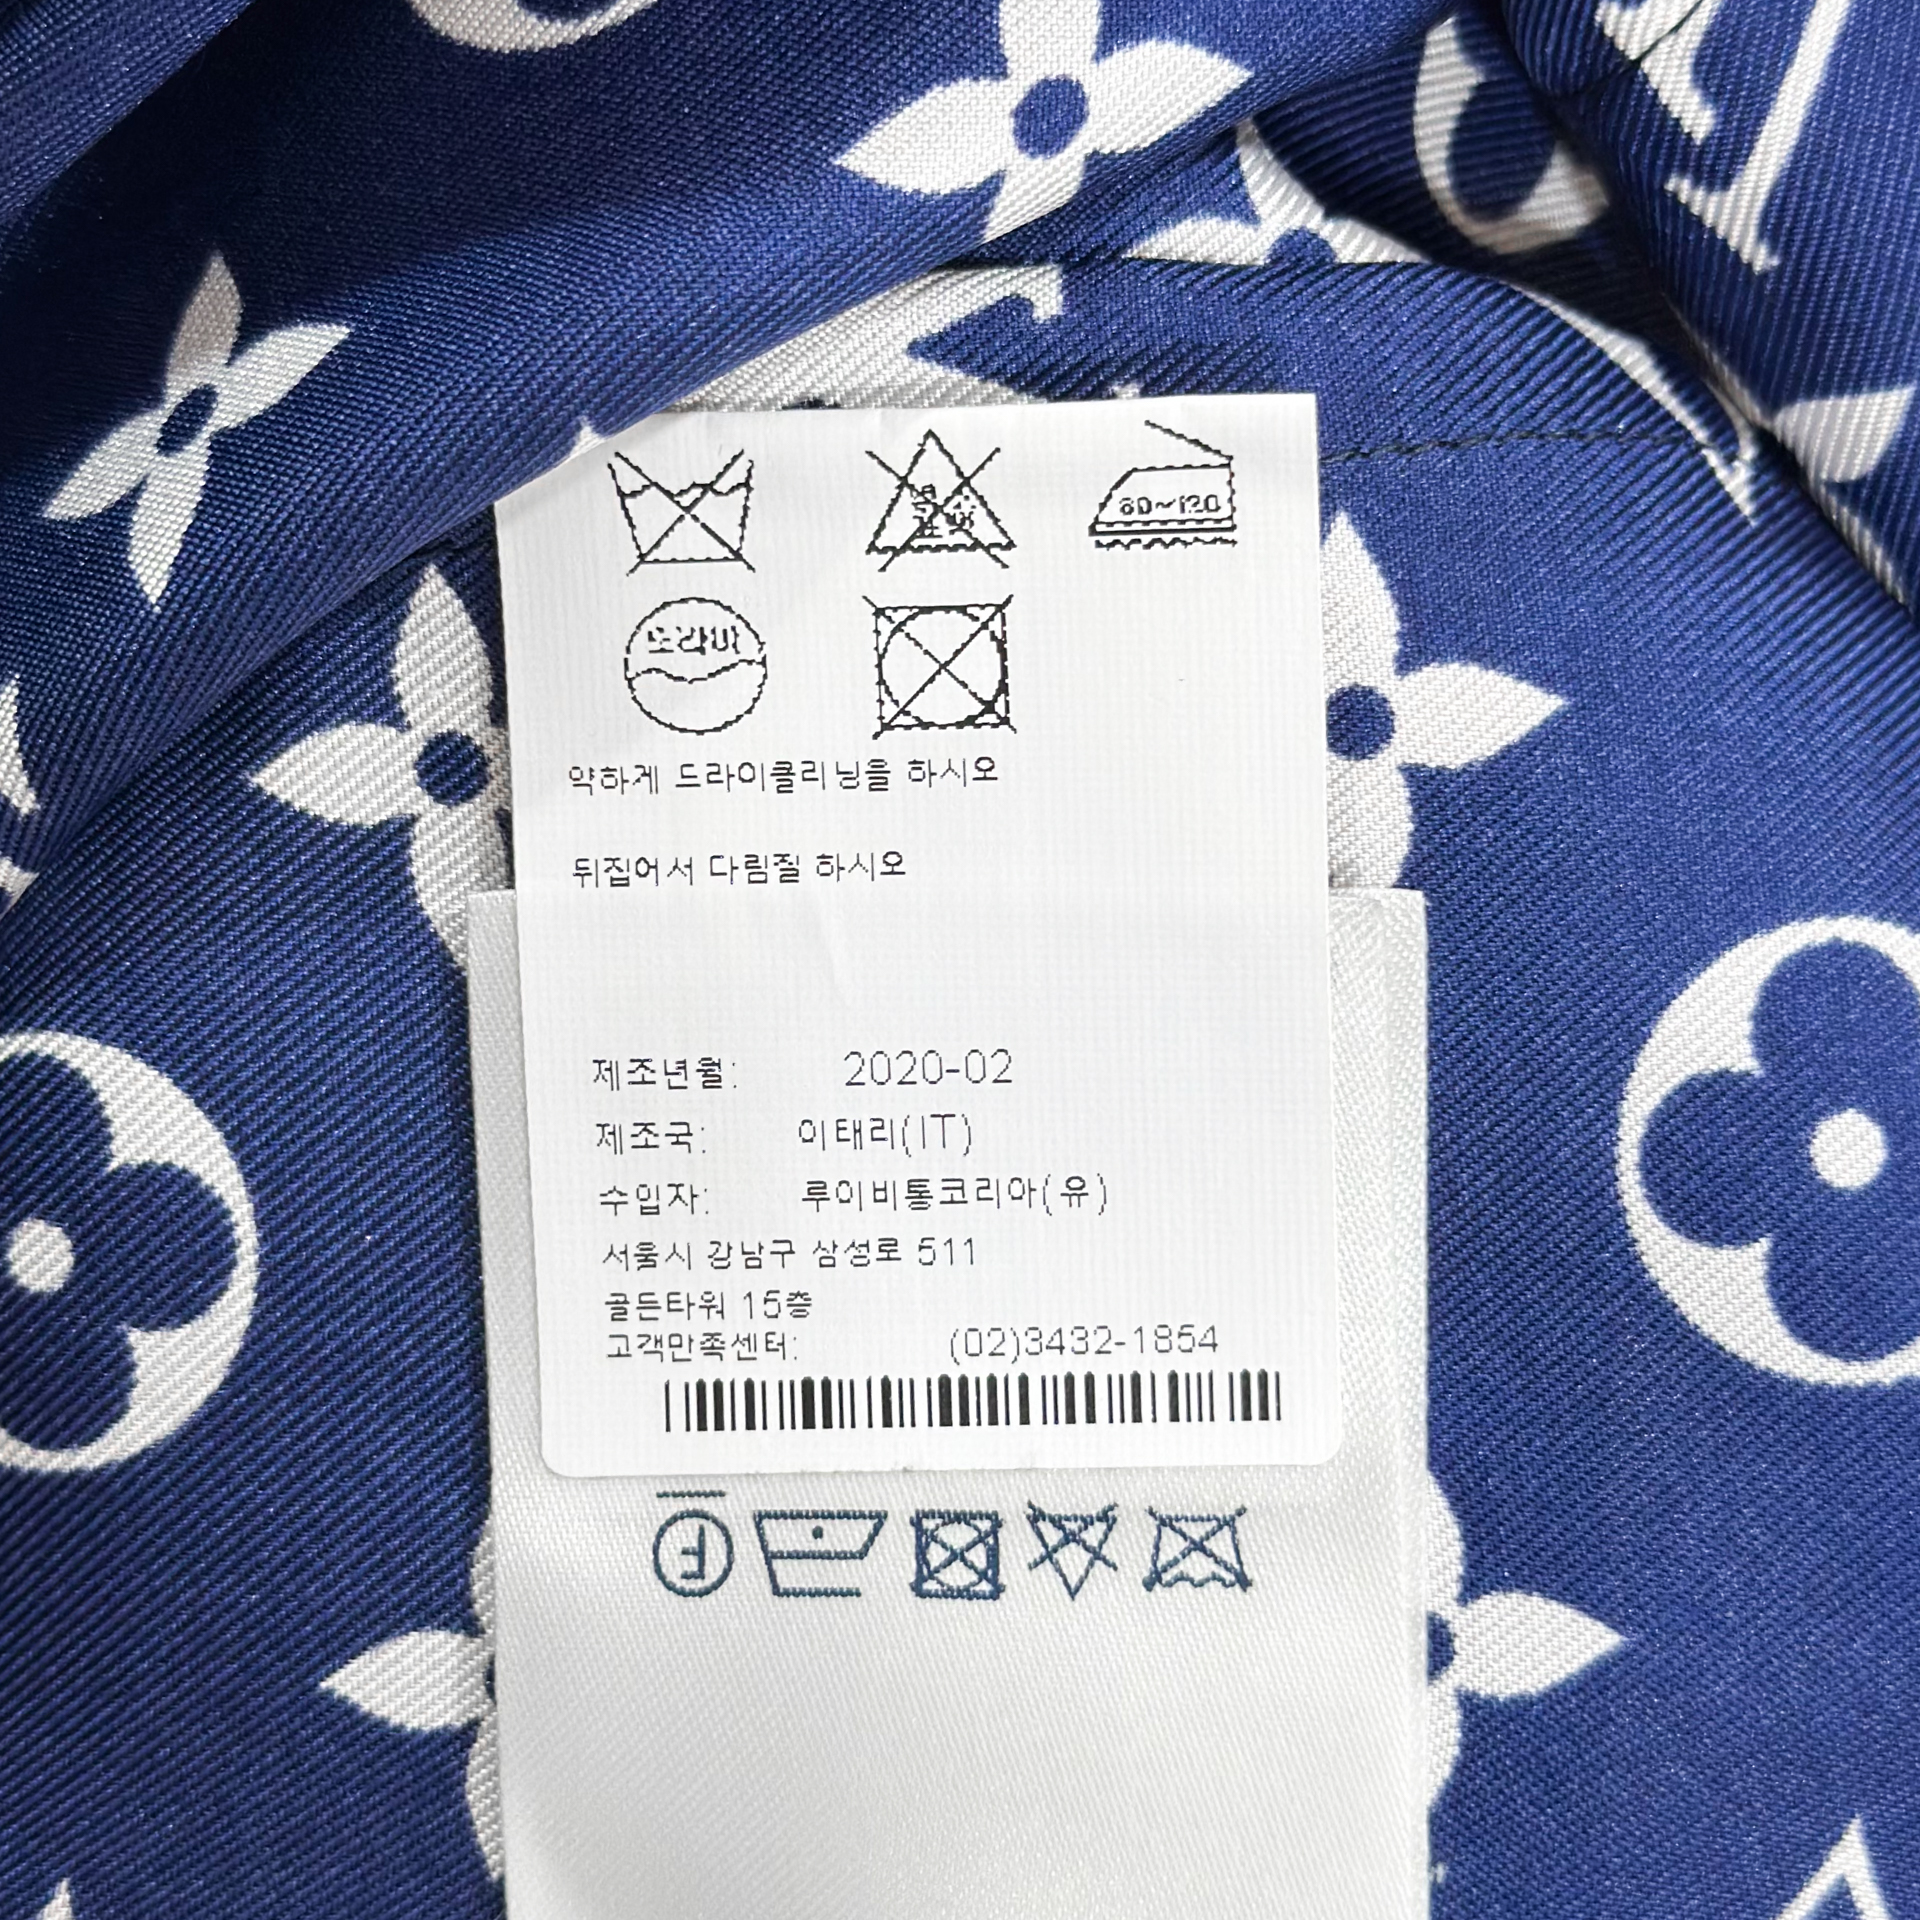 80~120
드라이
약하게 드라이클리닝을 하시오
뒤집어서 다림질 하시오
제조년월: 2020-02
제조국: 이태리(IT)
수입자: 루이비통코리아(유)
서울시 강남구 삼성로 511
골든타워 15층
고객만족센터: (02)3432-1854
F